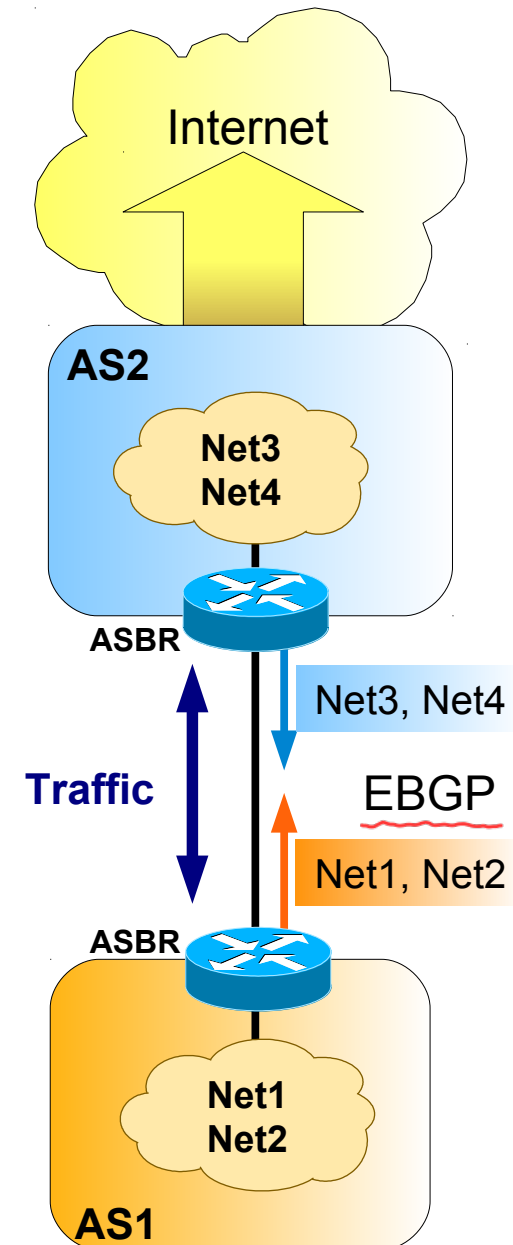 Internet
AS2
Net3
Net4
ASBR
Net3, Net4
Traffic
EBGP
Net1, Net2
ASBR
Net1
Net2
AS1